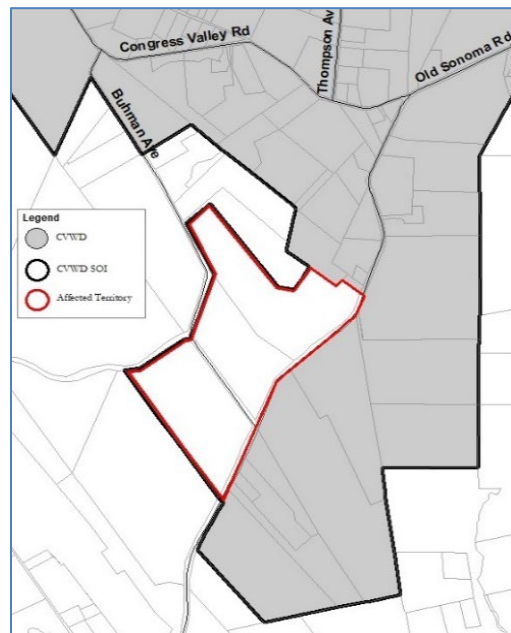 Congress Valley Rd
Thompson Av
Old Sonoma Rd
Buhman Ave
Legend
CVWD
CVWD SOI
Affected Territory